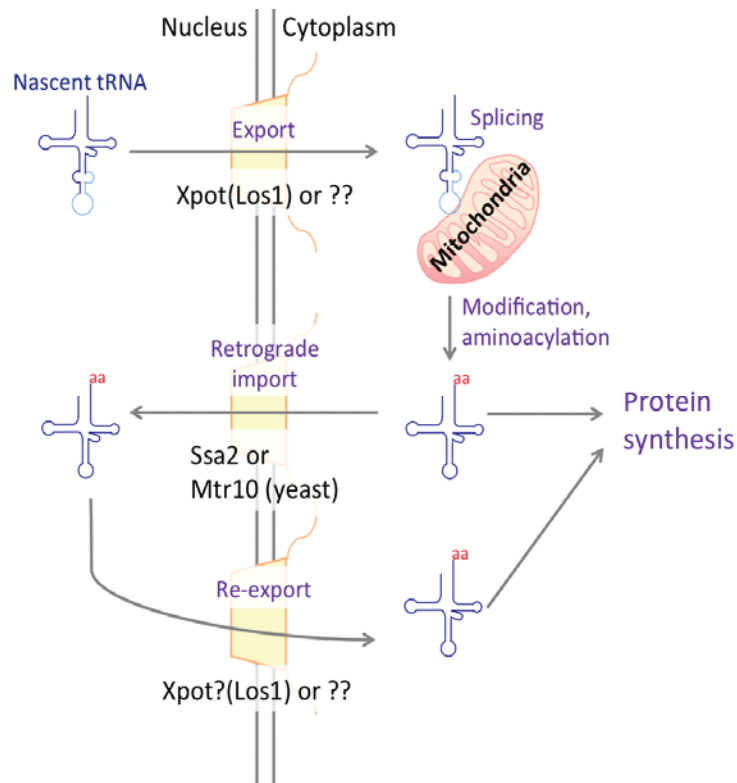 Nucleus
Cytoplasm
Nascent tRNA
Export
Splicing
Xpot(Los1) or ??
Mitochondria
Modification,
aminoacylation
Retrograde
import
aa
aa
Protein
synthesis
Ssa2 or
Mtr10 (yeast)
aa
Re-export
Xpot?(Los1) or ??